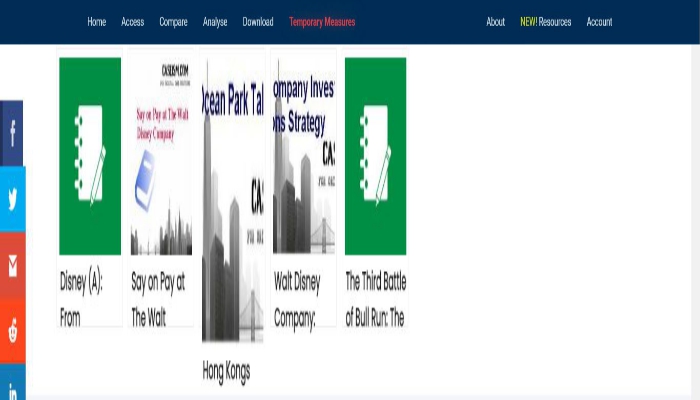 Home Access Compare Analyse Download Temporary Measures About NEW! Resources Account
CASEISM.COM
Say on Pay at The Walt
Disney Company
Ocean Park Tal
CA
ompany Inves
ns Strategy
CA
Disney (A):
From
Say on Pay at
The Walt
Hong Kongs
Walt Disney
Company:
The Third Battle
of Bull Run: The
f
in